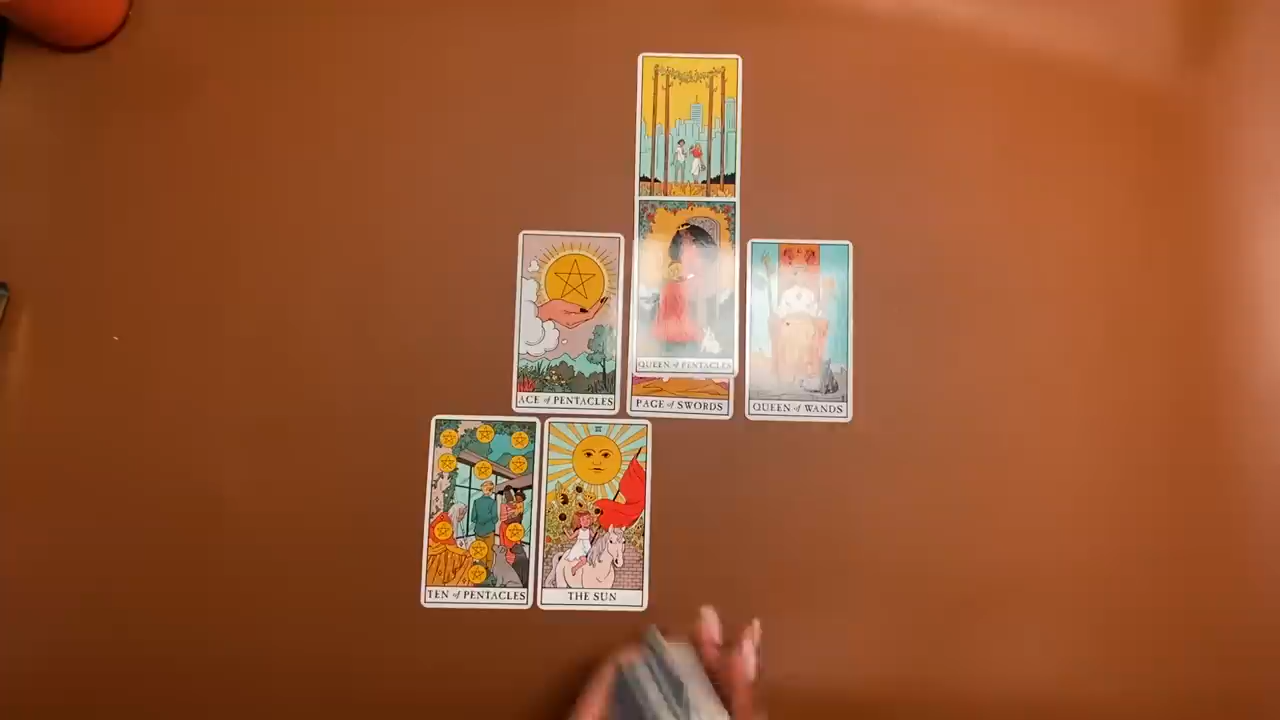 QUEEN of PENTACLES
ACE of PENTACLES
PAGE of SWORDS
QUEEN of WANDS
TEN of PENTACLES
THE SUN